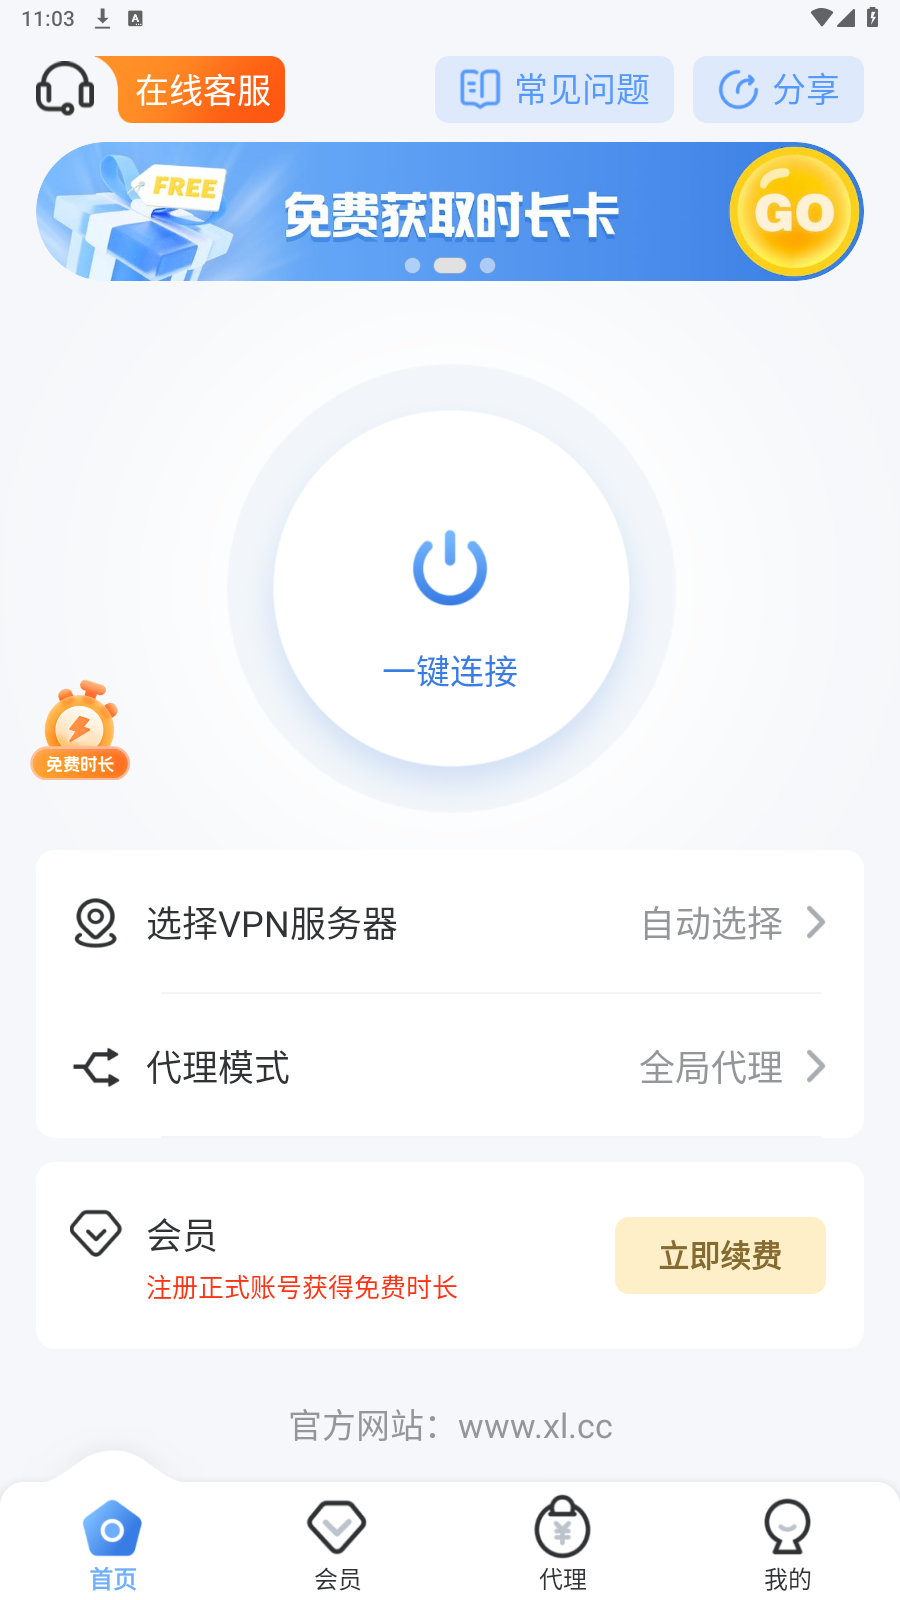 11:03
在线客服
常见问题
分享
FREE
免费获取时长卡
GO
一键连接
免费时长
选择VPN服务器
自动选择
代理模式
全局代理
会员
注册正式账号获得免费时长
立即续费
官方网站：www.xl.cc
首页
会员
代理
我的